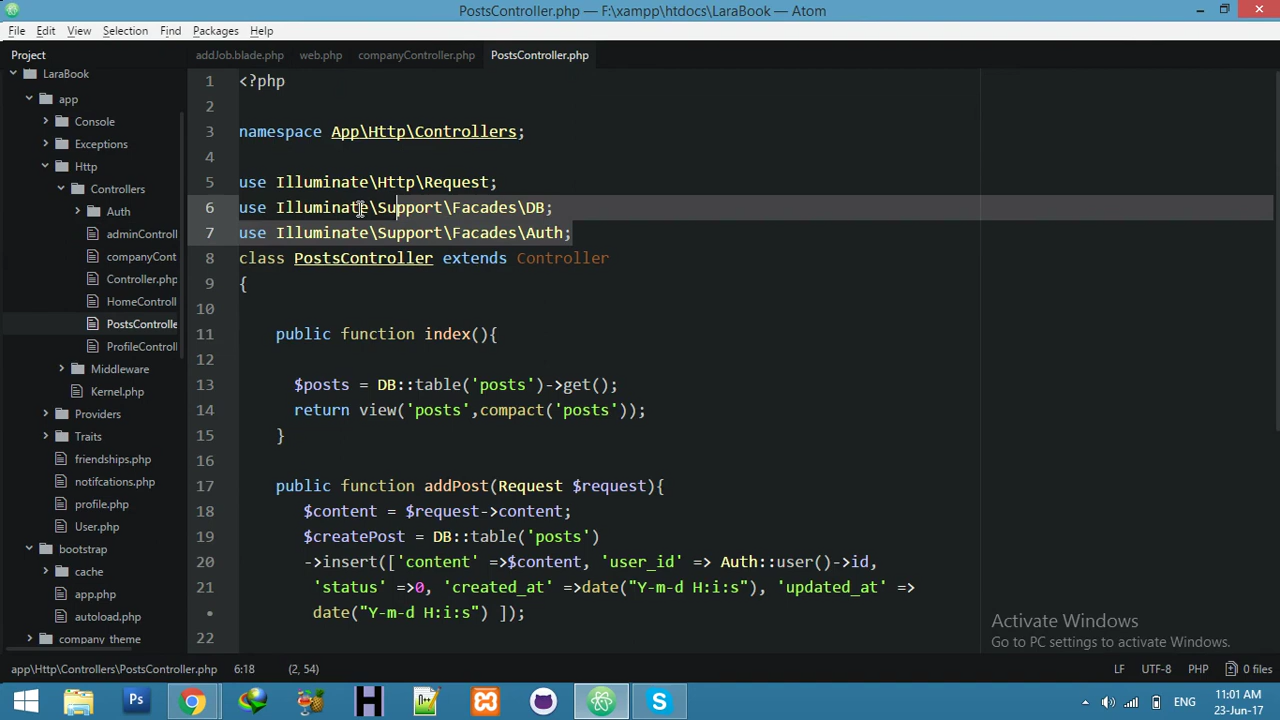 PostsController.php — F:\xampp\htdocs\LaraBook — Atom
File Edit View Selection Find Packages Help
Project
addJob.blade.php web.php companyController.php PostsController.php
LaraBook
app
Console
Exceptions
Http
Controllers
Auth
adminControll
companyCont
Controller.php
HomeControll
PostsControlle
ProfileControll
Middleware
Kernel.php
Providers
Traits
friendships.php
notifcations.php
profile.php
User.php
bootstrap
cache
app.php
autoload.php
company theme
1 <?php
2
3 namespace App\Http\Controllers;
4
5 use Illuminate\Http\Request;
6 use Illuminate\Support\Facades\DB;
7 use Illuminate\Support\Facades\Auth;
8 class PostsController extends Controller
9 {
10
11 public function index(){
12
13 $posts = DB::table('posts')->get();
14 return view('posts',compact('posts'));
15 }
16
17 public function addPost(Request $request){
18 $content = $request->content;
19 $createPost = DB::table('posts')
20 ->insert(['content' =>$content, 'user_id' => Auth::user()->id,
21 'status' =>0, 'created_at' =>date("Y-m-d H:i:s"), 'updated_at' =>
• date("Y-m-d H:i:s") ]);
22
Activate Windows
Go to PC settings to activate Windows.
app\Http\Controllers\PostsController.php 6:18 (2, 54) LF UTF-8 PHP 0 files
Ps
H
S
ENG
11:01 AM
23-Jun-17